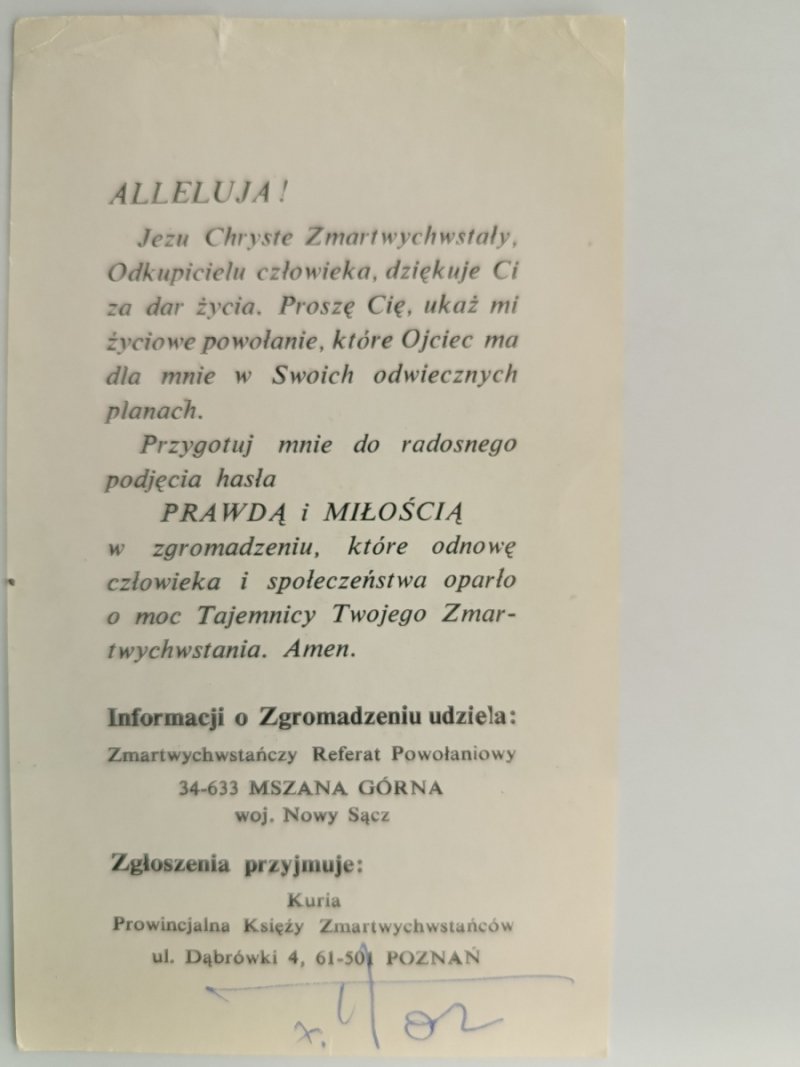 ALLELUJA!
Jezu Chryste Zmartwychwstały,
Odkupicielu człowieka, dziękuje Ci
za dar życia. Proszę Cię, ukaż mi
życiowe powołanie, które Ojciec ma
dla mnie w Swoich odwiecznych
planach.
Przygotuj mnie do radosnego
podjęcia hasła
PRAWDĄ i MIŁOŚCIĄ
w zgromadzeniu, które odnowę
człowieka i społeczeństwa oparło
o moc Tajemnicy Twojego Zmar-
twychwstania. Amen.
Informacji o Zgromadzeniu udziela:
Zmartwychwstańczy Referat Powołaniowy
34-633 MSZANA GÓRNA
woj. Nowy Sącz
Zgłoszenia przyjmuje:
Kuria
Prowincjalna Księży Zmartwychwstańców
ul. Dąbrówki 4, 61-501 POZNAŃ
x.